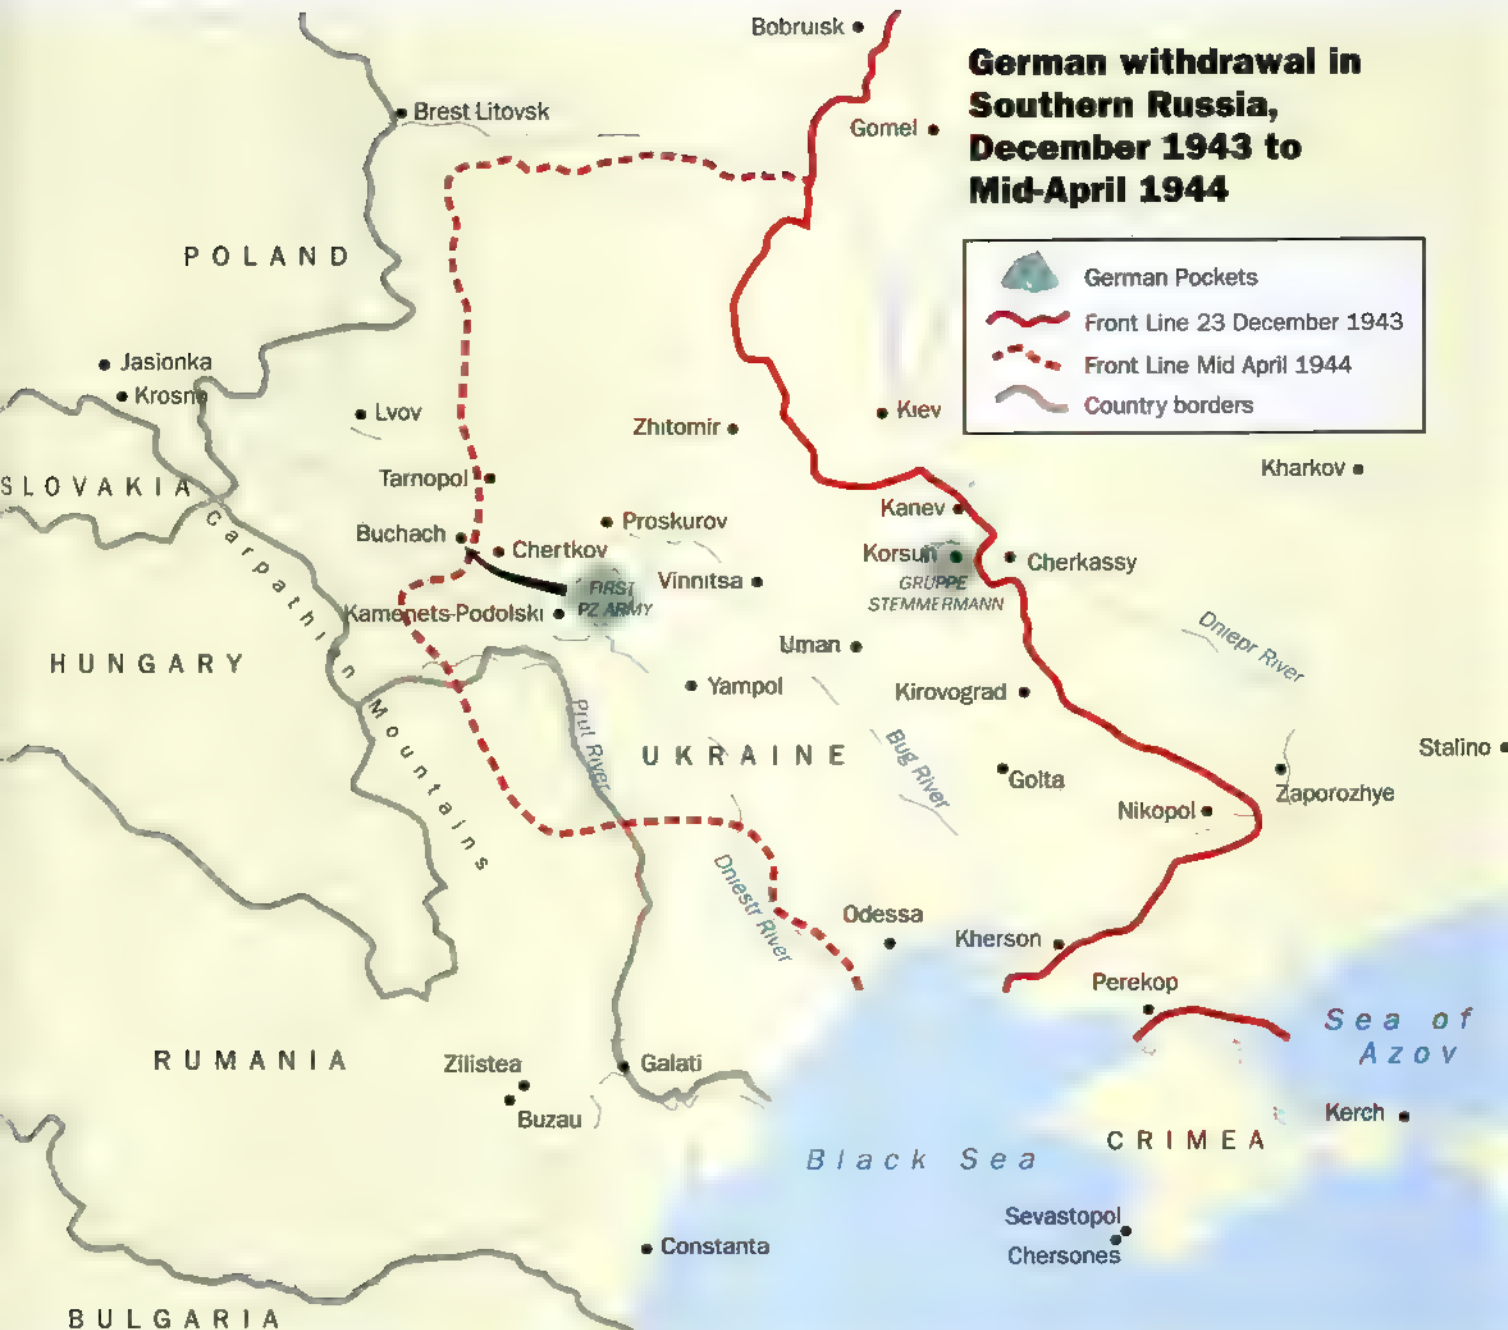 Bobruisk
German withdrawal in
Southern Russia,
December 1943 to
Mid-April 1944
Brest Litovsk
Gomel
POLAND
German Pockets
Front Line 23 December 1943
Front Line Mid April 1944
Country borders
Jasionka
Krosno
Lvov
Kiev
Zhitomir
Kharkov
Tarnopol
SLOVAKIA
Kanev
Proskurov
Buchach
Chertkov
Korsun
Cherkassy
Carpathian Mountains
Vinnitsa
FIRST
PZ ARMY
GRUPPE
STEMMERMANN
Kamenets-Podolski
Dniepr River
Uman
HUNGARY
Yampol
Kirovograd
Prut River
UKRAINE
Bug River
Stalino
Golta
Zaporozhye
Nikopol
Dniestr River
Odessa
Kherson
Perekop
Sea of
Azov
RUMANIA
Zilistea
Galati
Buzau
Kerch
CRIMEA
Black Sea
Sevastopol
Chersones
Constanta
BULGARIA